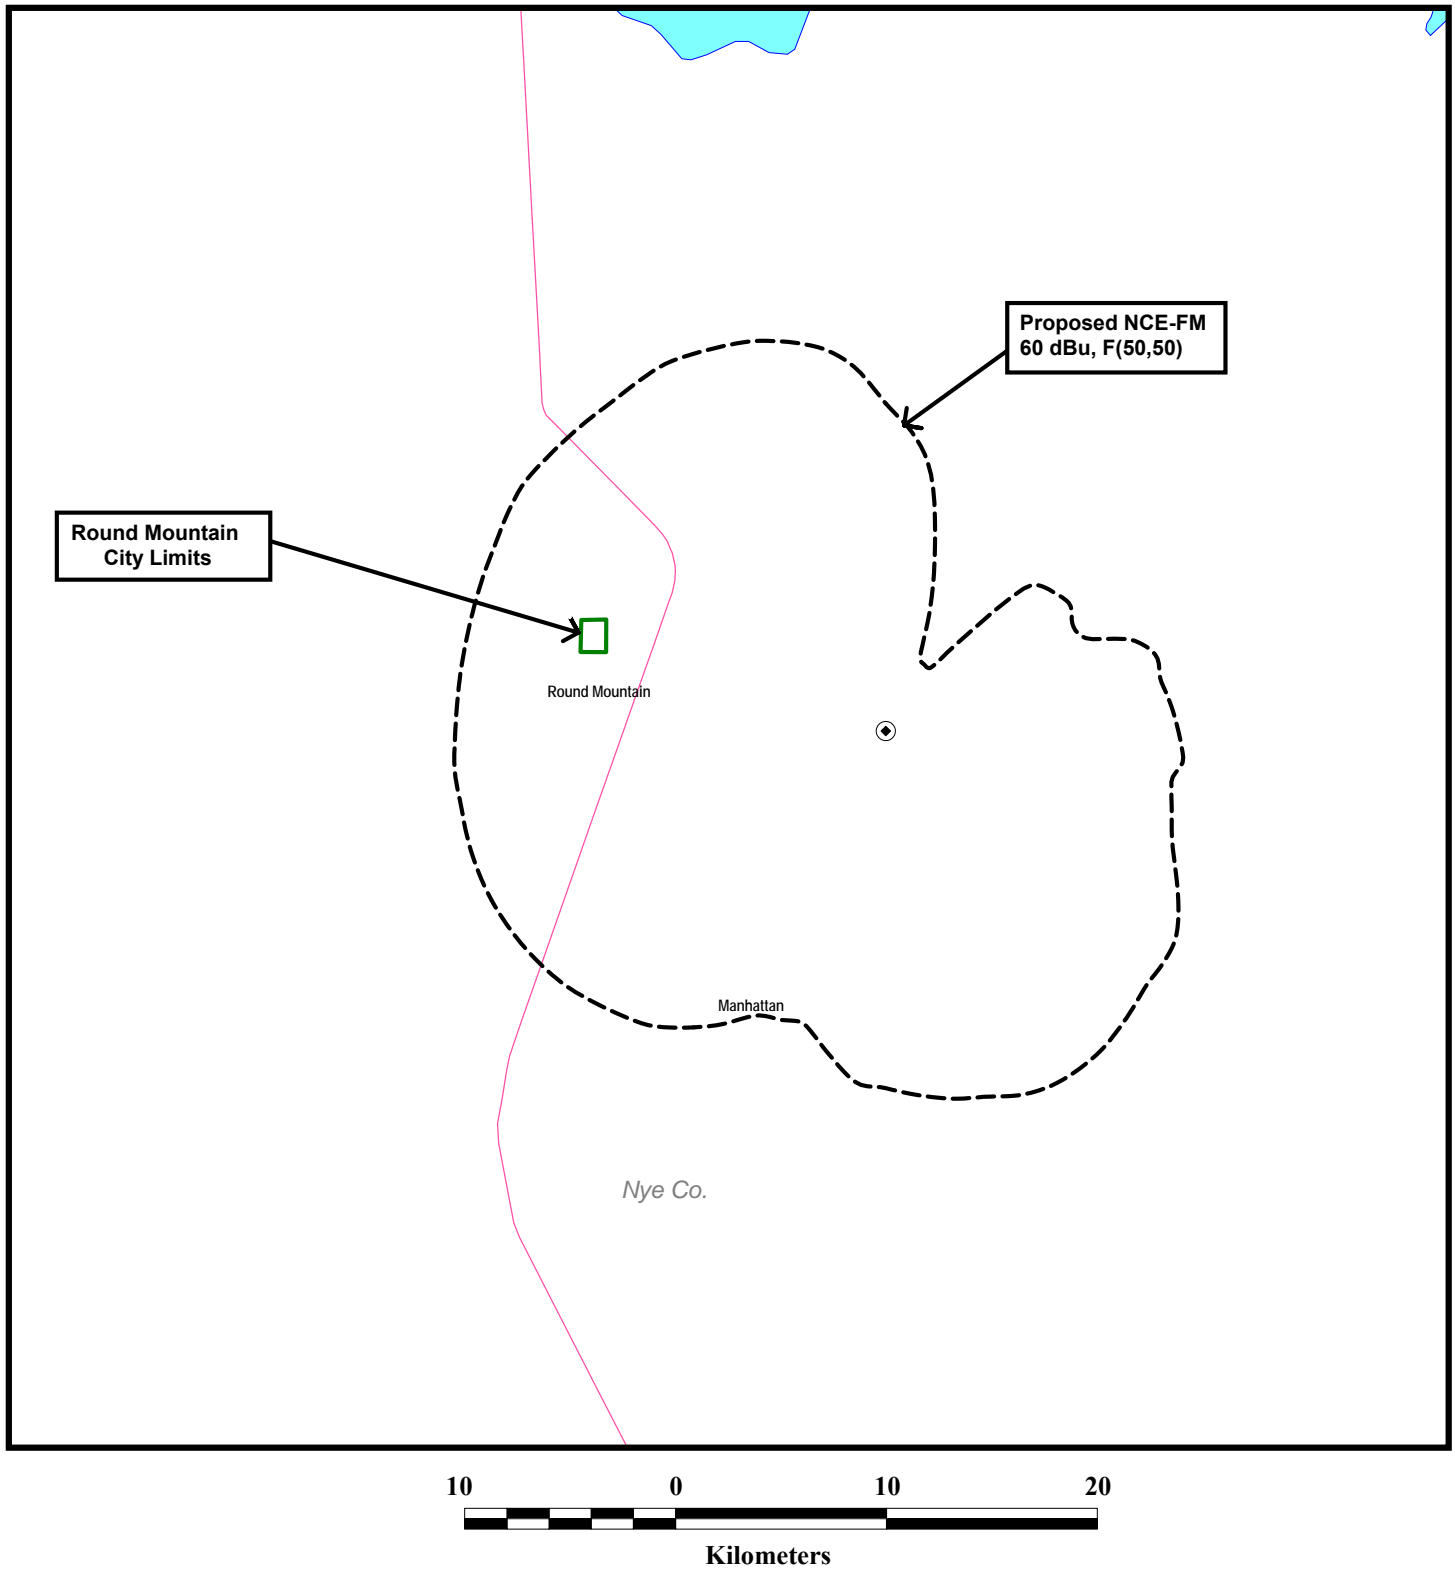 Proposed NCE-FM
60 dBu, F(50,50)
Round Mountain
City Limits
Round Mountain
Manhattan
Nye Co.
10 0 10 20
Kilometers